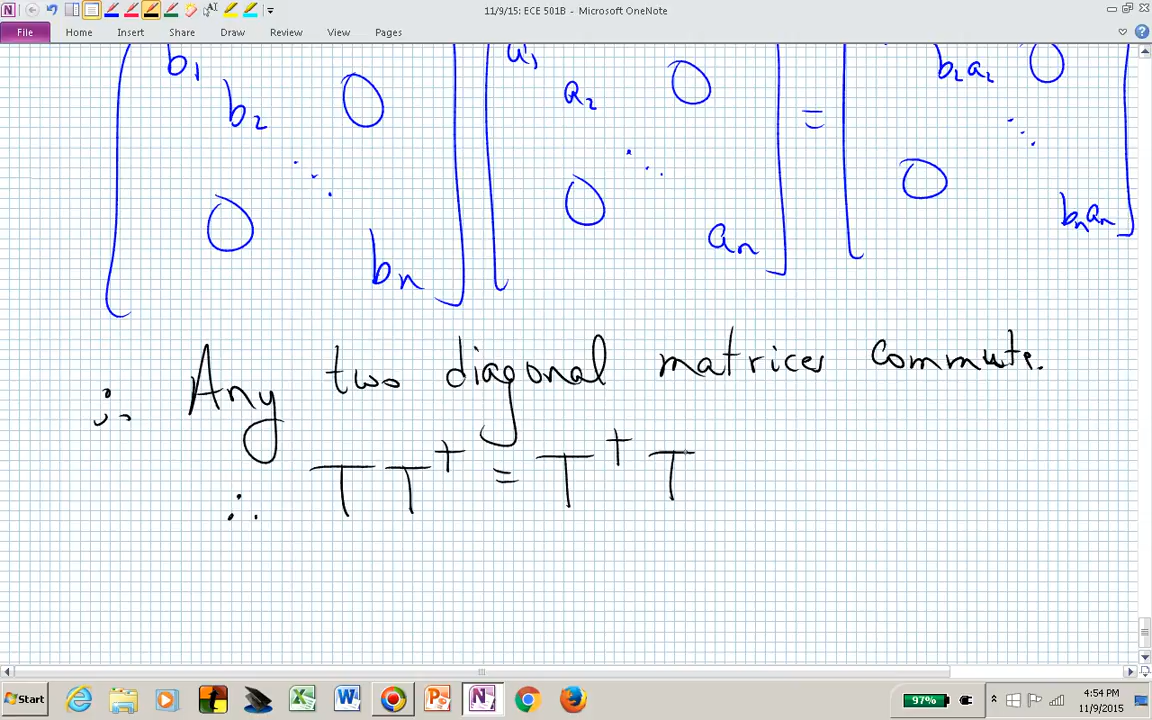 11/9/15: ECE 501B - Microsoft OneNote
File Home Insert Share Draw Review View Pages
b₁ a₁ b₂a₂ 0
b₂ 0 a₂ 0 =
0 0 0
bₙ aₙ bₙaₙ
∴ Any two diagonal matrices commute.
∴ T T† = T† T
Start 97% 4:54 PM
11/9/2015